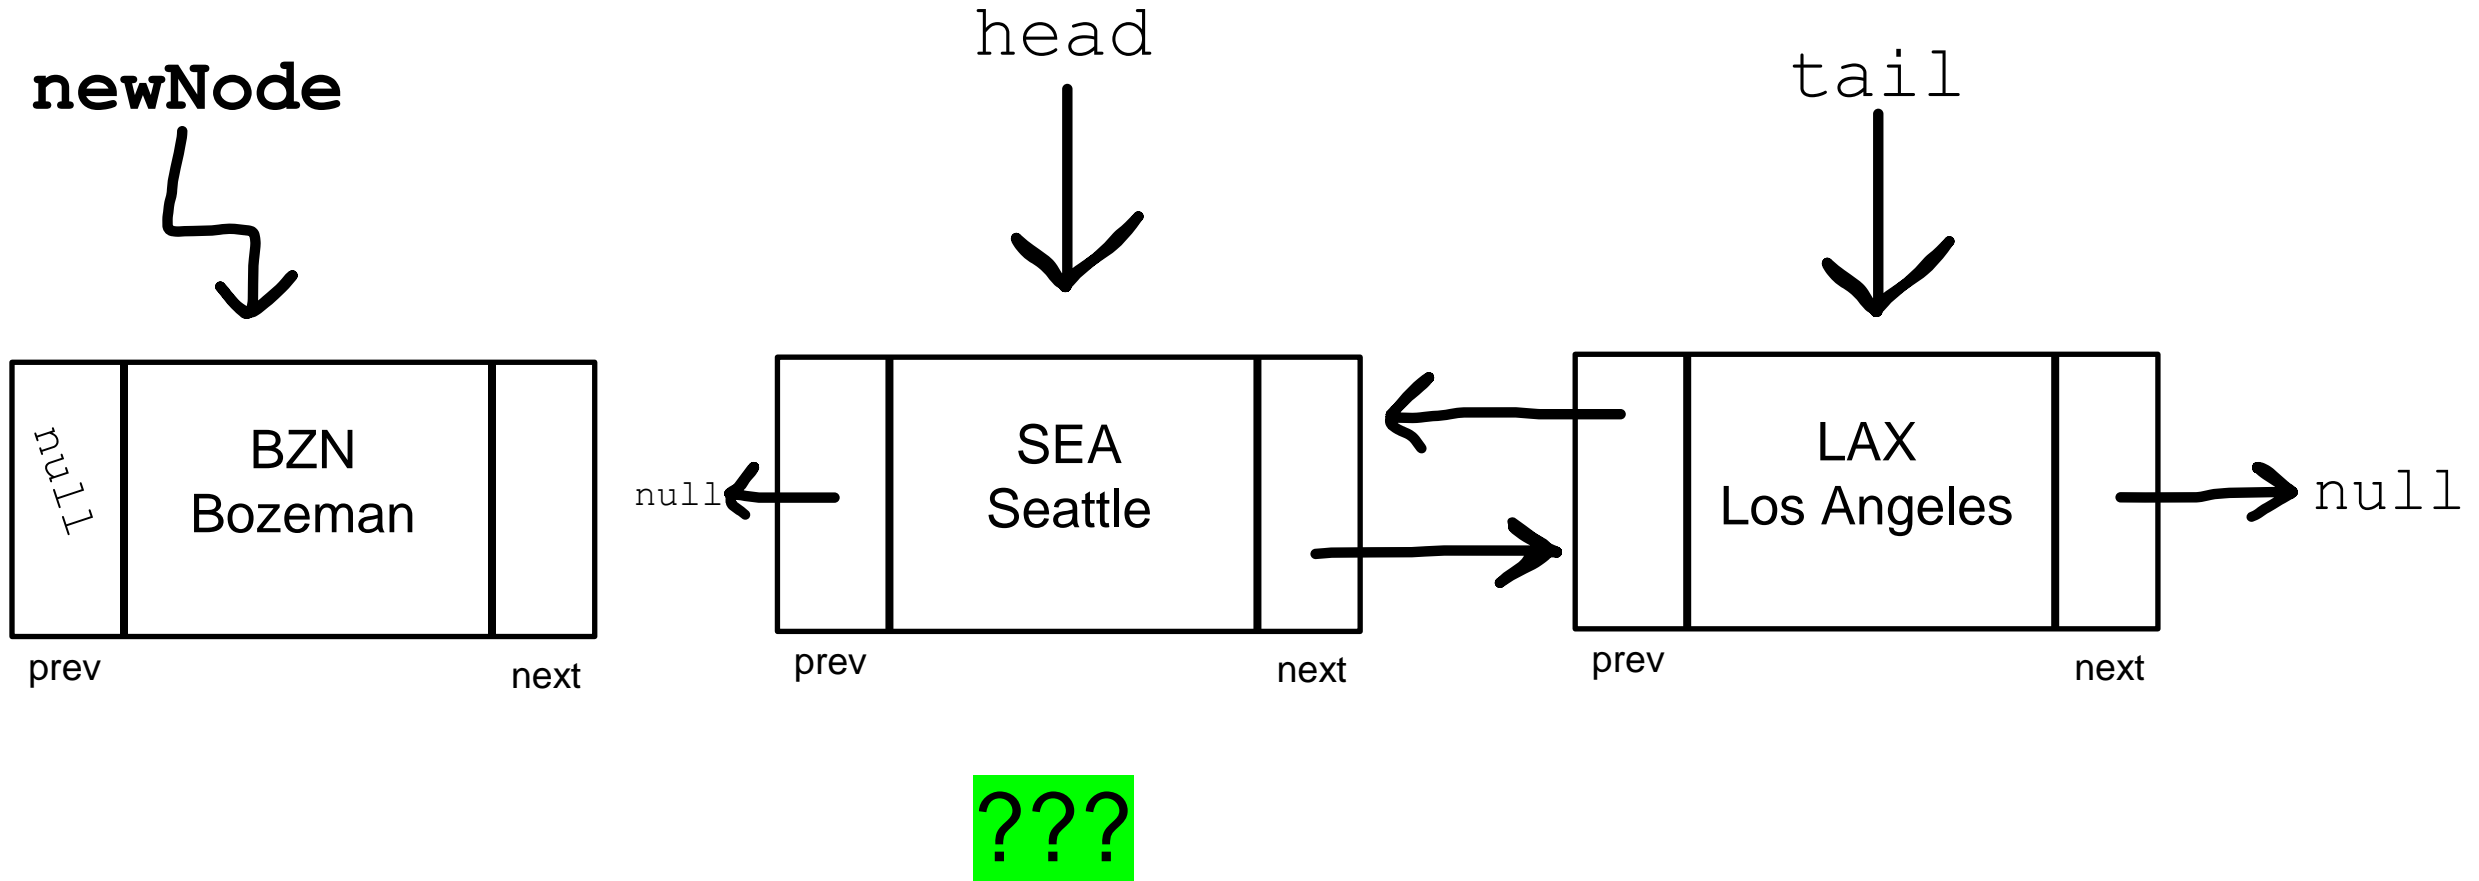 head
tail
newNode
null
BZN
Bozeman
null
SEA
Seattle
LAX
Los Angeles
null
prev
next
prev
next
prev
next
???